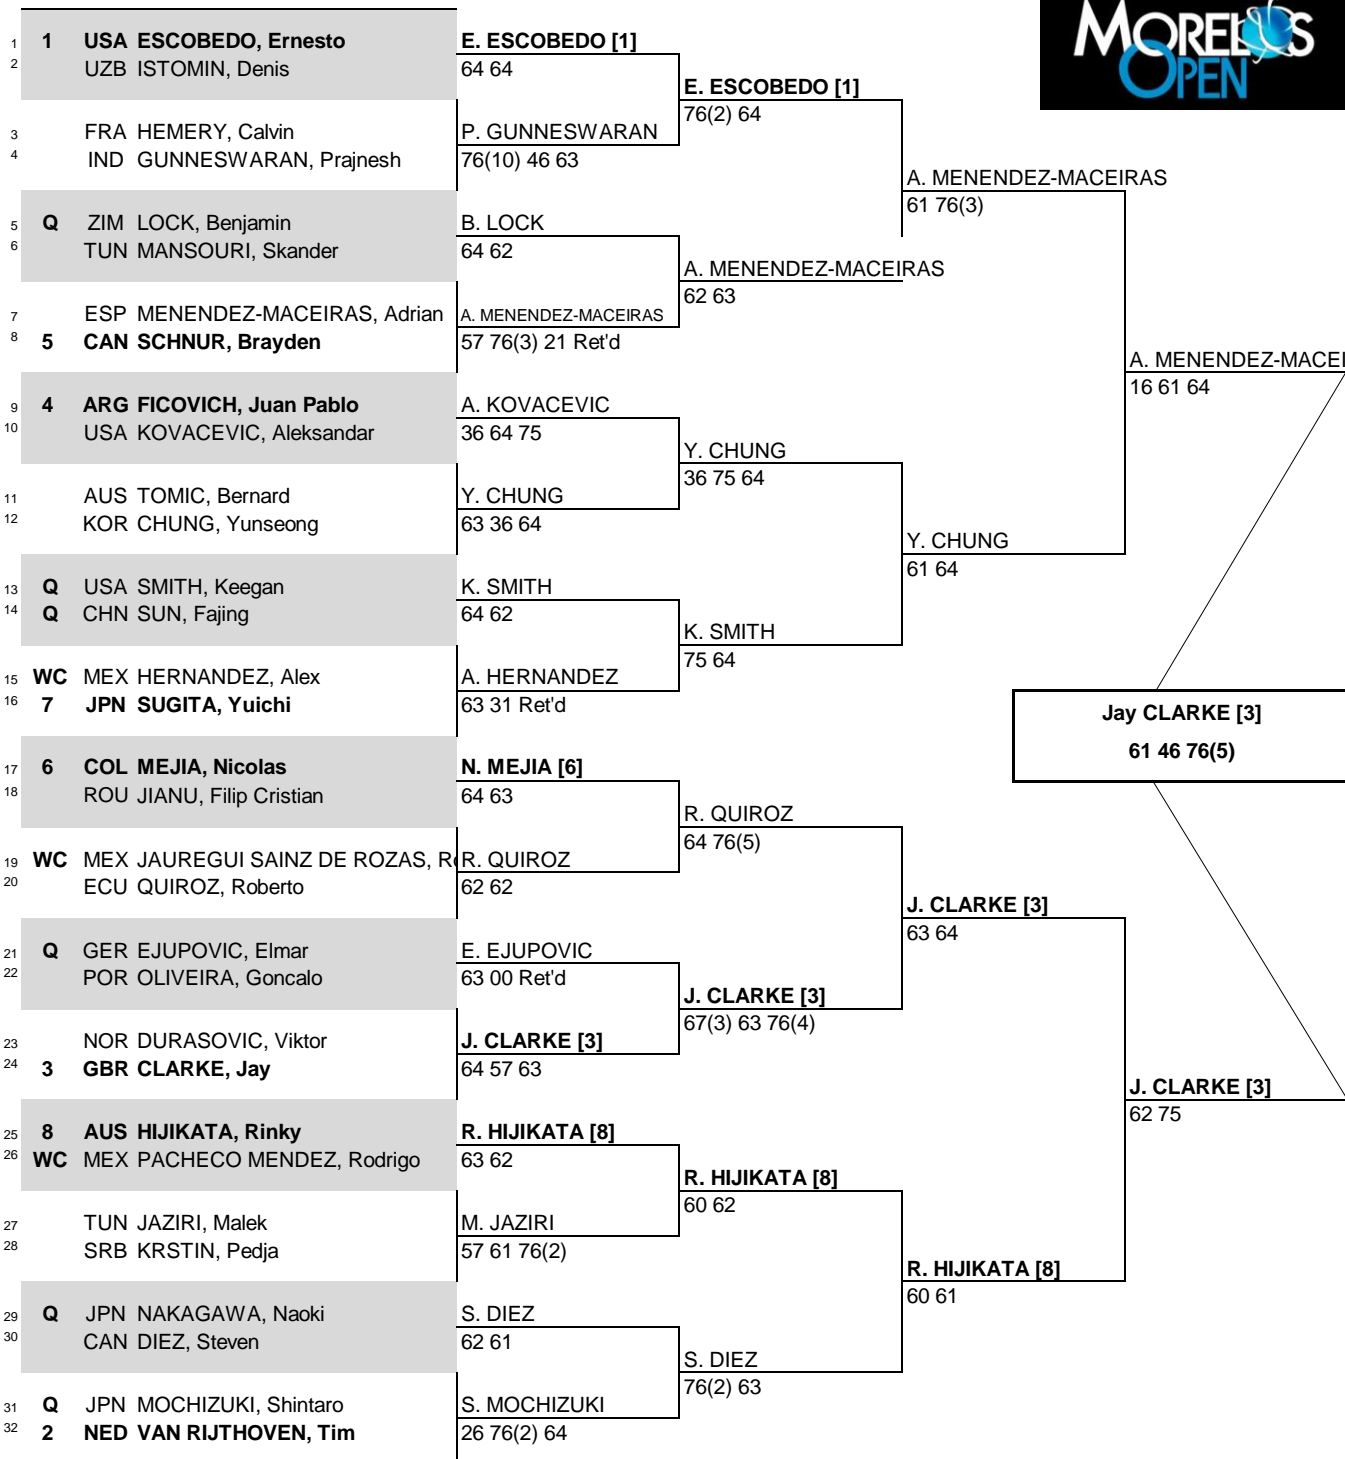 MORELOS
OPEN
1 1 USA ESCOBEDO, Ernesto
2 UZB ISTOMIN, Denis
3 FRA HEMERY, Calvin
4 IND GUNNESWARAN, Prajnesh
5 Q ZIM LOCK, Benjamin
6 TUN MANSOURI, Skander
7 ESP MENENDEZ-MACEIRAS, Adrian
8 5 CAN SCHNUR, Brayden
9 4 ARG FICOVICH, Juan Pablo
10 USA KOVACEVIC, Aleksandar
11 AUS TOMIC, Bernard
12 KOR CHUNG, Yunseong
13 Q USA SMITH, Keegan
14 Q CHN SUN, Fajing
15 WC MEX HERNANDEZ, Alex
16 7 JPN SUGITA, Yuichi
17 6 COL MEJIA, Nicolas
18 ROU JIANU, Filip Cristian
19 WC MEX JAUREGUI SAINZ DE ROZAS, R
20 ECU QUIROZ, Roberto
21 Q GER EJUPOVIC, Elmar
22 POR OLIVEIRA, Goncalo
23 NOR DURASOVIC, Viktor
24 3 GBR CLARKE, Jay
25 8 AUS HIJIKATA, Rinky
26 WC MEX PACHECO MENDEZ, Rodrigo
27 TUN JAZIRI, Malek
28 SRB KRSTIN, Pedja
29 Q JPN NAKAGAWA, Naoki
30 CAN DIEZ, Steven
31 Q JPN MOCHIZUKI, Shintaro
32 2 NED VAN RIJTHOVEN, Tim
E. ESCOBEDO [1]
64 64
P. GUNNESWARAN
76(10) 46 63
B. LOCK
64 62
A. MENENDEZ-MACEIRAS
57 76(3) 21 Ret'd
A. KOVACEVIC
36 64 75
Y. CHUNG
63 36 64
K. SMITH
64 62
A. HERNANDEZ
63 31 Ret'd
N. MEJIA [6]
64 63
R. QUIROZ
62 62
E. EJUPOVIC
63 00 Ret'd
J. CLARKE [3]
64 57 63
R. HIJIKATA [8]
63 62
M. JAZIRI
57 61 76(2)
S. DIEZ
62 61
S. MOCHIZUKI
26 76(2) 64
E. ESCOBEDO [1]
76(2) 64
A. MENENDEZ-MACEIRAS
62 63
Y. CHUNG
36 75 64
K. SMITH
75 64
R. QUIROZ
64 76(5)
J. CLARKE [3]
67(3) 63 76(4)
R. HIJIKATA [8]
60 62
S. DIEZ
76(2) 63
A. MENENDEZ-MACEIRAS
61 76(3)
Y. CHUNG
61 64
J. CLARKE [3]
63 64
R. HIJIKATA [8]
60 61
A. MENENDEZ-MACEI
16 61 64
J. CLARKE [3]
62 75
Jay CLARKE [3]
61 46 76(5)